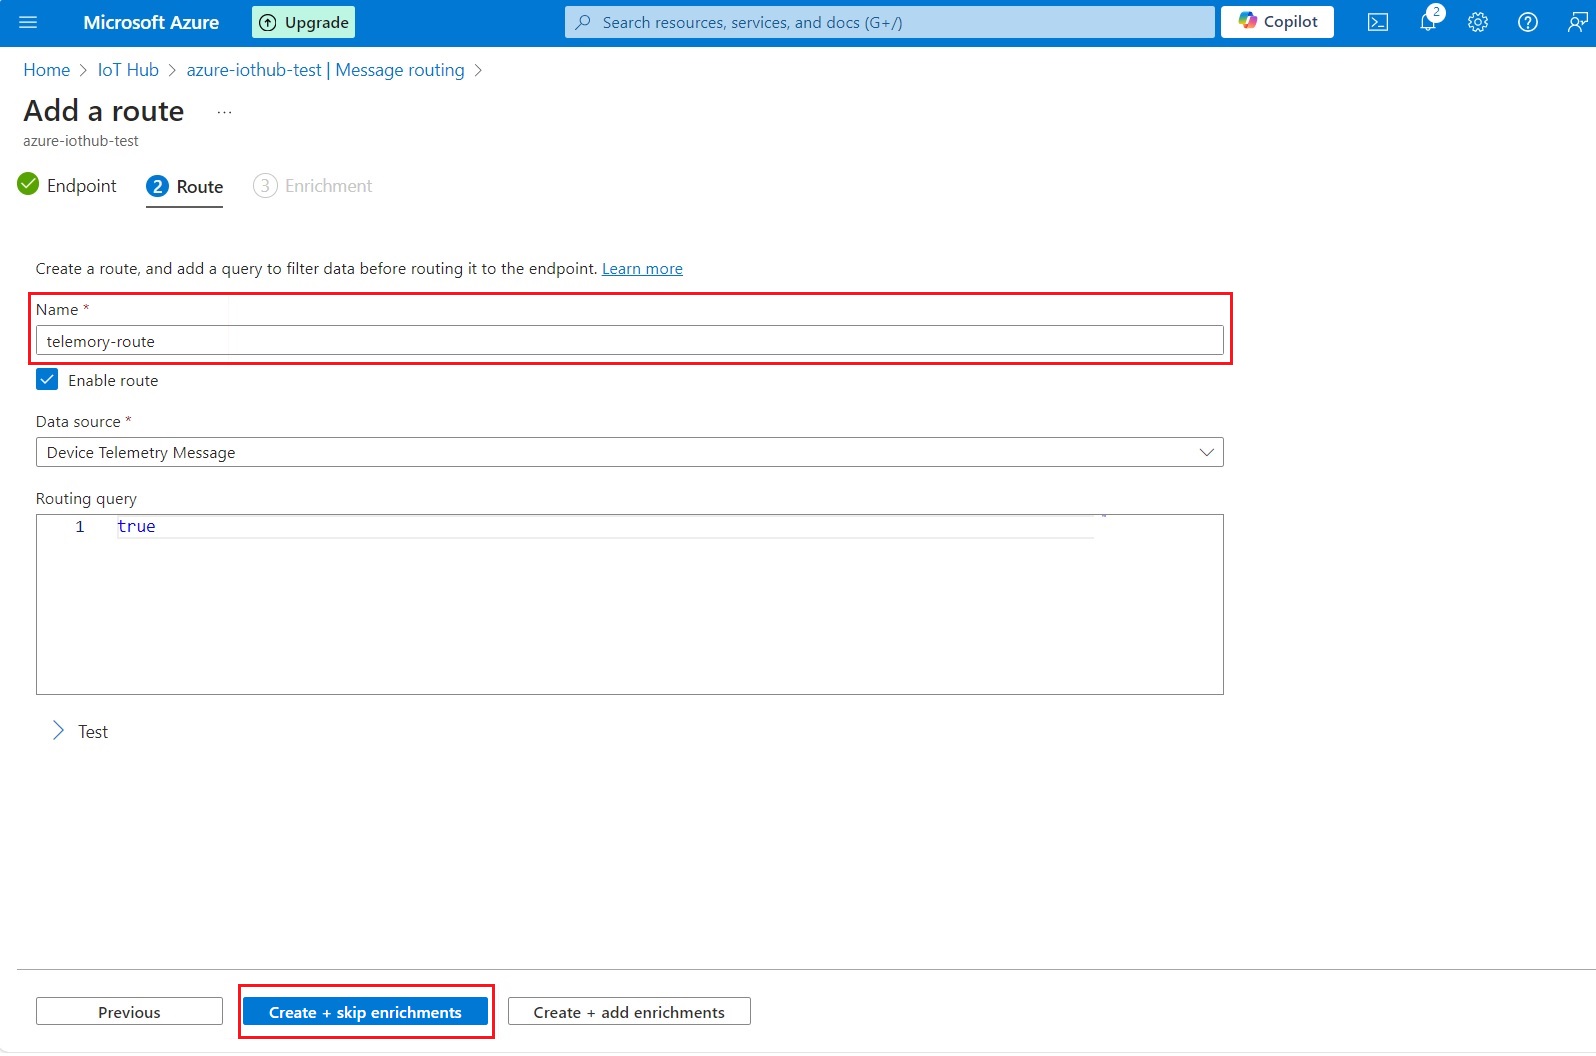 Microsoft Azure Upgrade Search resources, services, and docs (G+/) Copilot 2
Home > IoT Hub > azure-iothub-test | Message routing >
Add a route ...
azure-iothub-test
Endpoint 2 Route 3 Enrichment
Create a route, and add a query to filter data before routing it to the endpoint. Learn more
Name *
telemory-route
Enable route
Data source *
Device Telemetry Message
Routing query
1 true
Test
Previous Create + skip enrichments Create + add enrichments